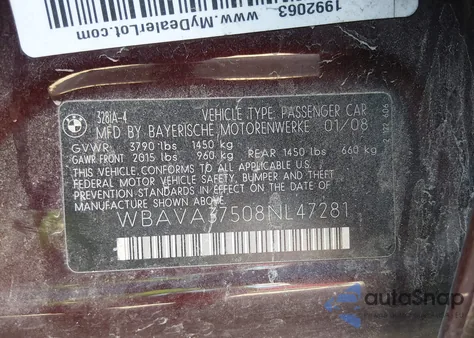 1992063
www.MyDealerLot.com
BMW
328IA-4
VEHICLE TYPE: PASSENGER CAR
MFD BY BAYERISCHE MOTORENWERKE 01/08
GVWR: 3790 lbs 1450 kg
GAWR FRONT 2015 lbs 960 kg REAR 1450 lbs 660 kg
THIS VEHICLE CONFORMS TO ALL APPLICABLE U.S.
FEDERAL MOTOR VEHICLE SAFETY, BUMPER, AND
THEFT PREVENTION STANDARDS IN EFFECT ON THE
DATE OF MANUFACTURE SHOWN ABOVE.
WBAVA37508NL47281
autoSnap